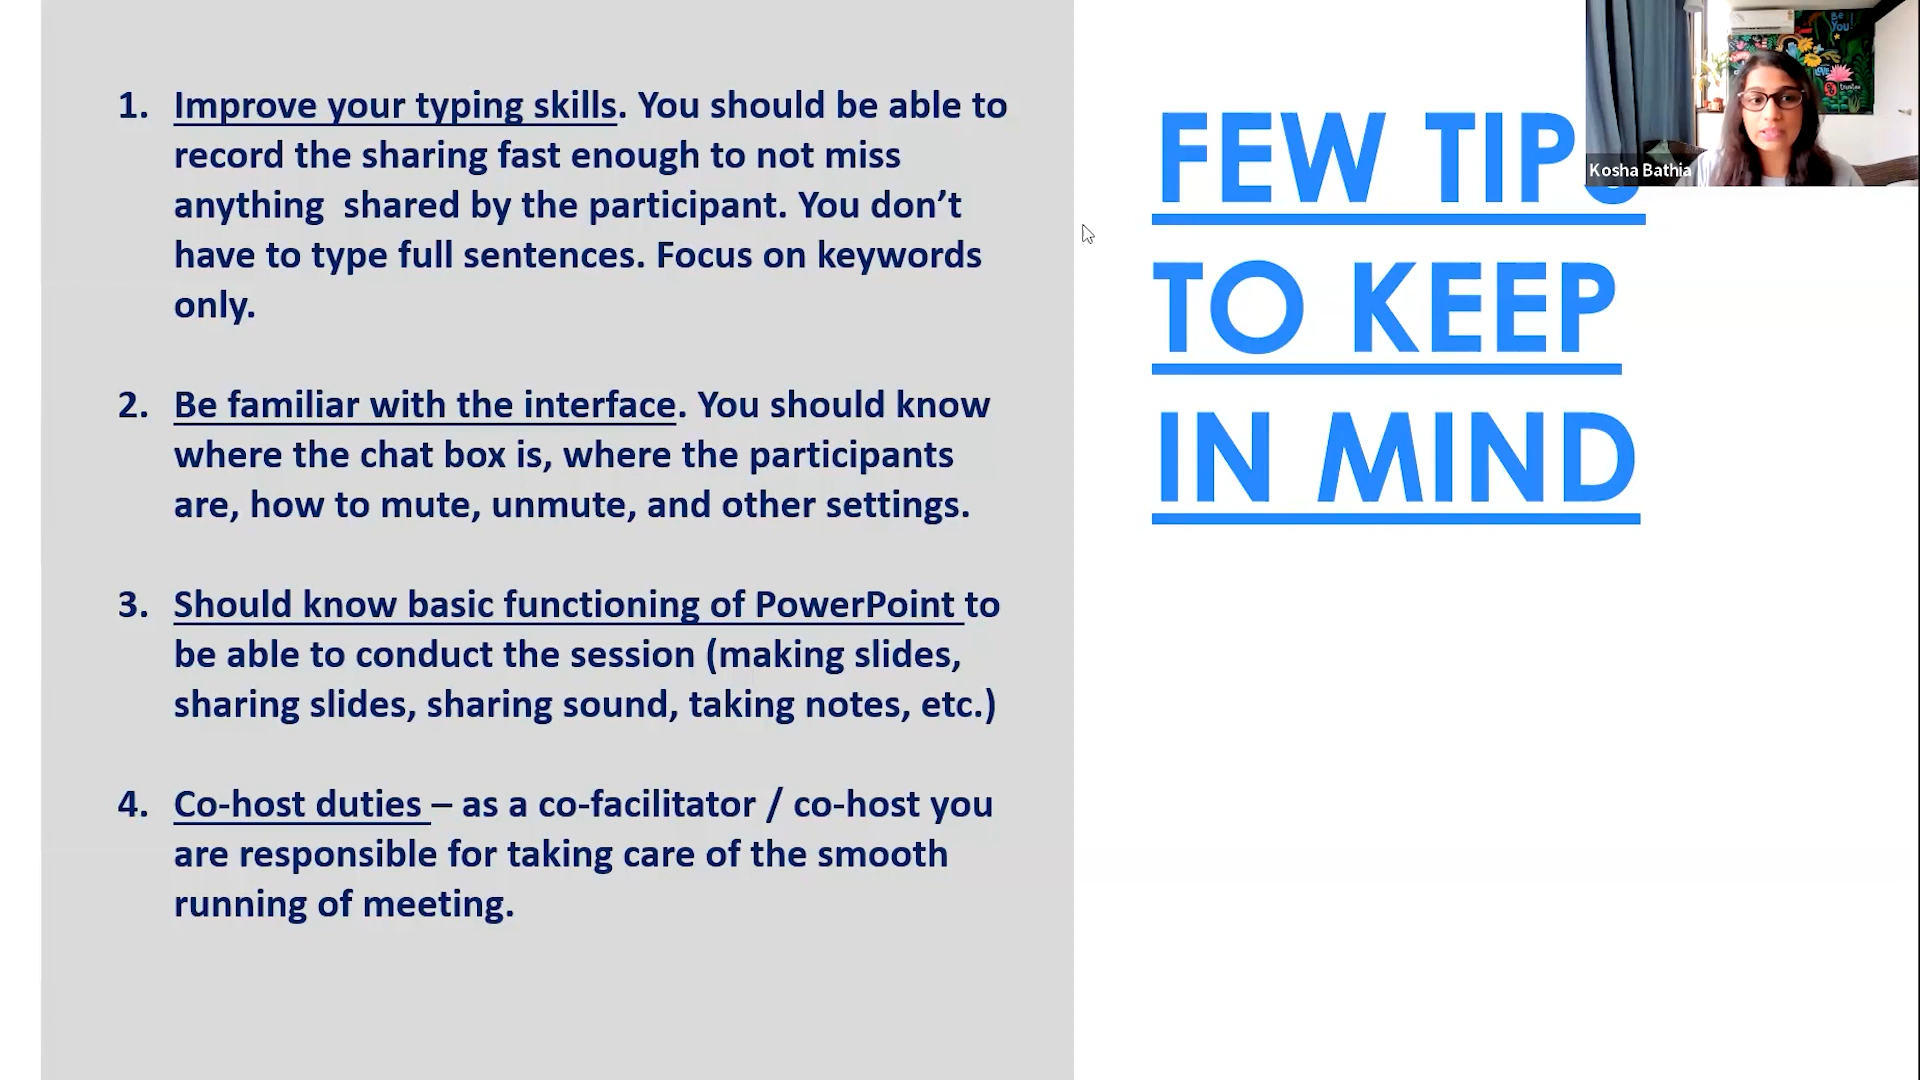 1. Improve your typing skills. You should be able to
record the sharing fast enough to not miss
anything  shared by the participant. You don’t
have to type full sentences. Focus on keywords
only.
2. Be familiar with the interface. You should know
where the chat box is, where the participants
are, how to mute, unmute, and other settings.
3. Should know basic functioning of PowerPoint to
be able to conduct the session (making slides,
sharing slides, sharing sound, taking notes, etc.)
4. Co-host duties – as a co-facilitator / co-host you
are responsible for taking care of the smooth
running of meeting.
FEW TIPS
TO KEEP
IN MIND
Be
You!
Kosha Bathia